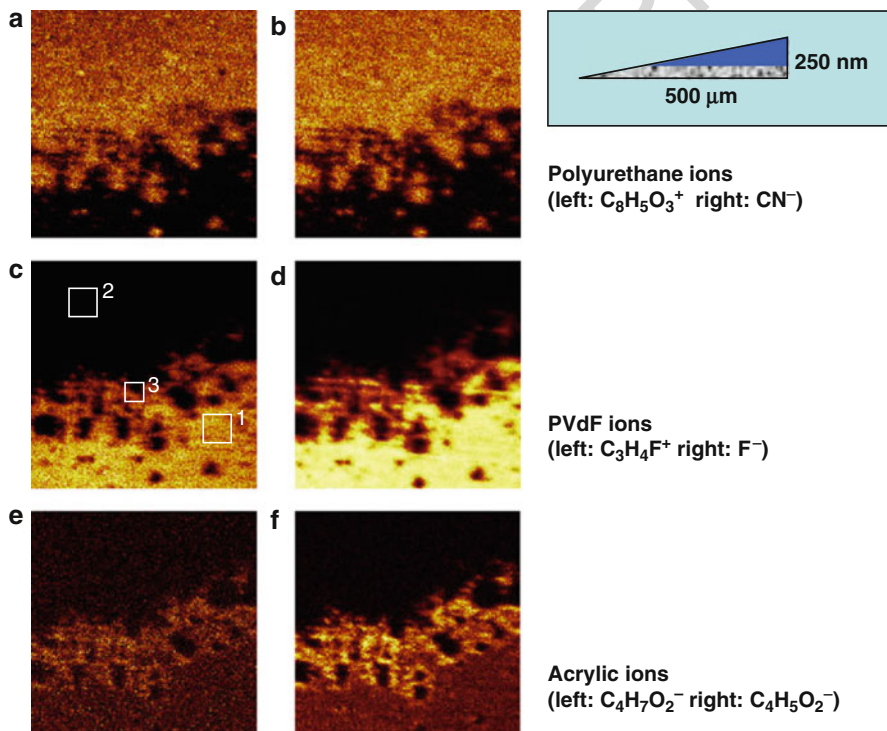 a
b
250 nm
500 μm
Polyurethane ions
(left: C₈H₅O₃⁺ right: CN⁻)
c
d
2
3
1
PVdF ions
(left: C₃H₄F⁺ right: F⁻)
e
f
Acrylic ions
(left: C₄H₇O₂⁻ right: C₄H₅O₂⁻)